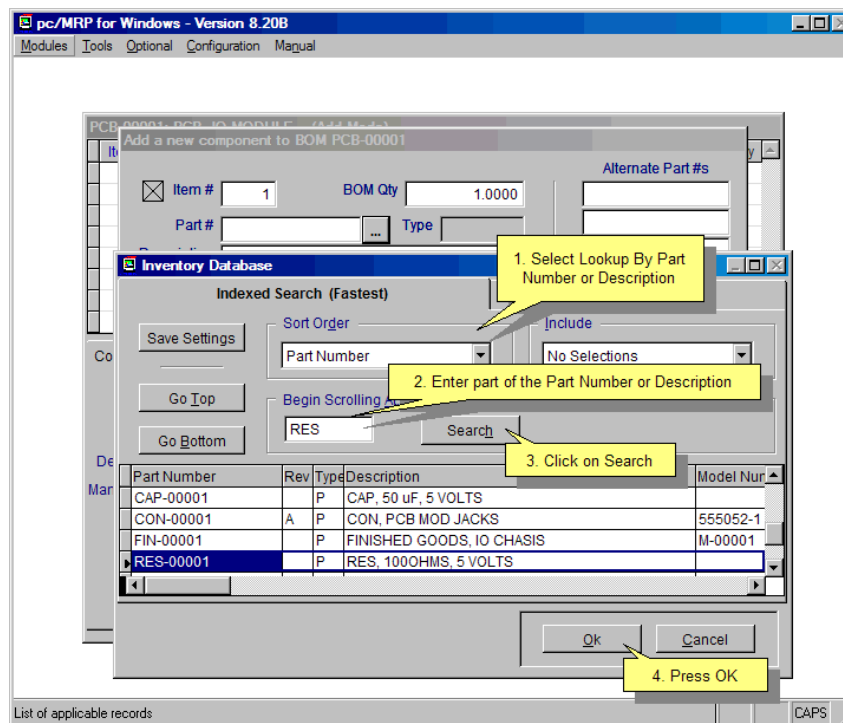 pc/MRP for Windows - Version 8.20B
Modules Tools Optional Configuration Manual
Add a new component to BOM PCB-00001
Alternate Part #s
Item # 1 BOM Qty 1.0000
Part # ... Type
Inventory Database
1. Select Lookup By Part
Number or Description
Indexed Search (Fastest)
Save Settings
Sort Order
Part Number
Include
No Selections
2. Enter part of the Part Number or Description
Go Top
Begin Scrolling
RES
Search
Go Bottom
3. Click on Search
Part Number Rev Type Description Model Num
CAP-00001 P CAP, 50 uF, 5 VOLTS
CON-00001 A P CON, PCB MOD JACKS 555052-1
FIN-00001 P FINISHED GOODS, IO CHASIS M-00001
RES-00001 P RES, 100OHMS, 5 VOLTS
Ok Cancel
4. Press OK
List of applicable records CAPS